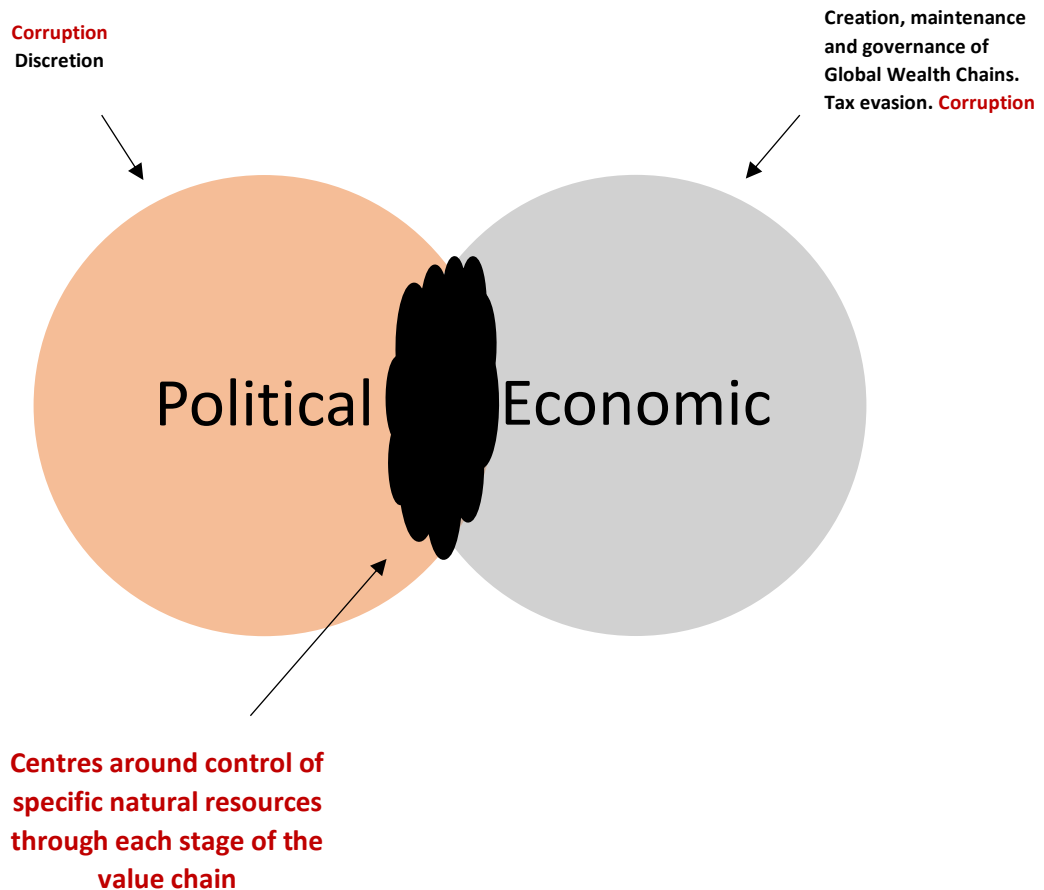 Corruption
Discretion
Creation, maintenance
and governance of
Global Wealth Chains.
Tax evasion. Corruption
Political
Economic
Centres around control of
specific natural resources
through each stage of the
value chain